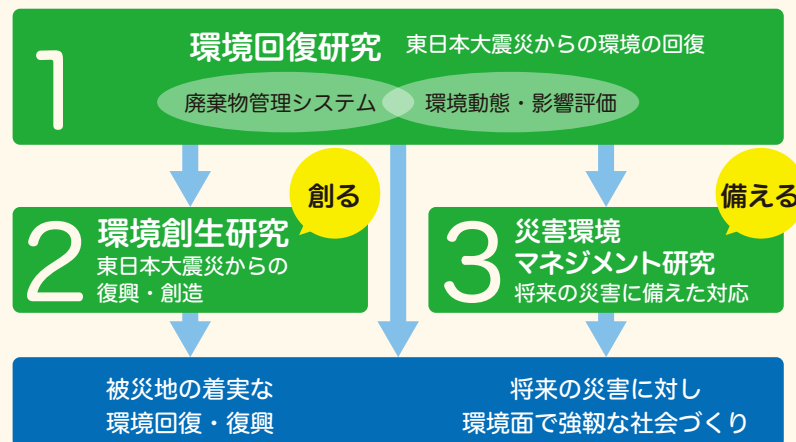 1
環境回復研究 東日本大震災からの環境の回復
廃棄物管理システム 環境動態・影響評価
創る
備える
2
環境創生研究
東日本大震災からの
復興・創造
3
災害環境
マネジメント研究
将来の災害に備えた対応
被災地の着実な
環境回復・復興
将来の災害に対し
環境面で強靱な社会づくり